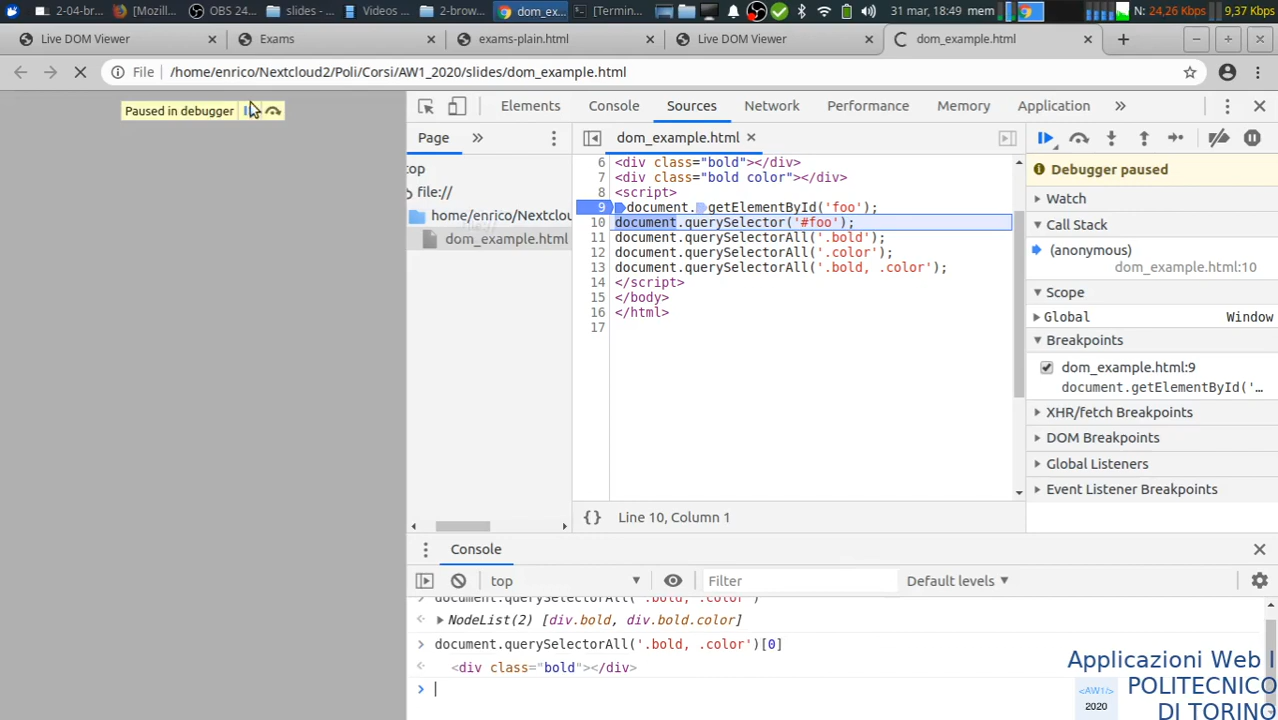 2-04-br...
[Mozill...
OBS 24...
slides -...
Videos ...
2-brow...
dom_ex...
[Termin...
31 mar, 18:49
mem
N: 24,26 Kbps
9,37 Kbps
Live DOM Viewer
Exams
exams-plain.html
Live DOM Viewer
dom_example.html
File
/home/enrico/Nextcloud2/Poli/Corsi/AW1_2020/slides/dom_example.html
Paused in debugger
Elements
Console
Sources
Network
Performance
Memory
Application
Page
dom_example.html
top
file://
home/enrico/Nextclou
dom_example.html
6 <div class="bold"></div>
7 <div class="bold color"></div>
8 <script>
9 document.getElementById('foo');
10 document.querySelector('#foo');
11 document.querySelectorAll('.bold');
12 document.querySelectorAll('.color');
13 document.querySelectorAll('.bold, .color');
14 </script>
15 </body>
16 </html>
17
{} Line 10, Column 1
Debugger paused
Watch
Call Stack
(anonymous)
dom_example.html:10
Scope
Global Window
Breakpoints
dom_example.html:9
document.getElementById('…
XHR/fetch Breakpoints
DOM Breakpoints
Global Listeners
Event Listener Breakpoints
Console
top
Filter
Default levels
document.querySelectorAll('.bold, .color')
NodeList(2) [div.bold, div.bold.color]
document.querySelectorAll('.bold, .color')[0]
<div class="bold"></div>
Applicazioni Web I
POLITECNICO
DI TORINO
<AW1/>
2020